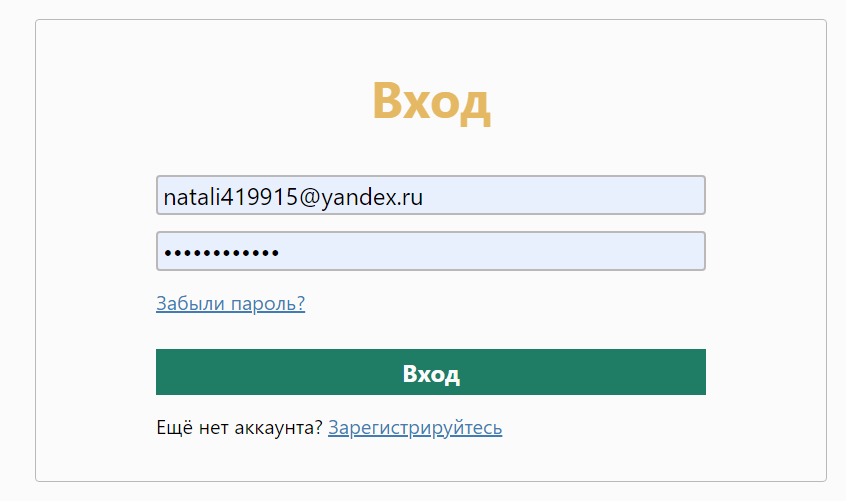 Вход
natali419915@yandex.ru
••••••••••••
Забыли пароль?
Вход
Ещё нет аккаунта? Зарегистрируйтесь